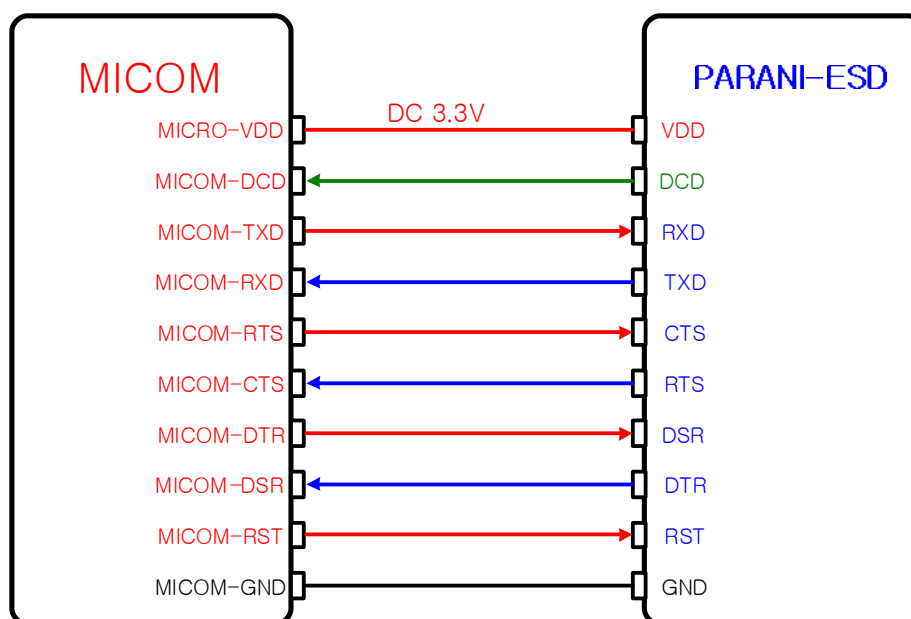 MICOM PARANI-ESD
DC 3.3V
MICRO-VDD VDD
MICOM-DCD DCD
MICOM-TXD RXD
MICOM-RXD TXD
MICOM-RTS CTS
MICOM-CTS RTS
MICOM-DTR DSR
MICOM-DSR DTR
MICOM-RST RST
MICOM-GND GND